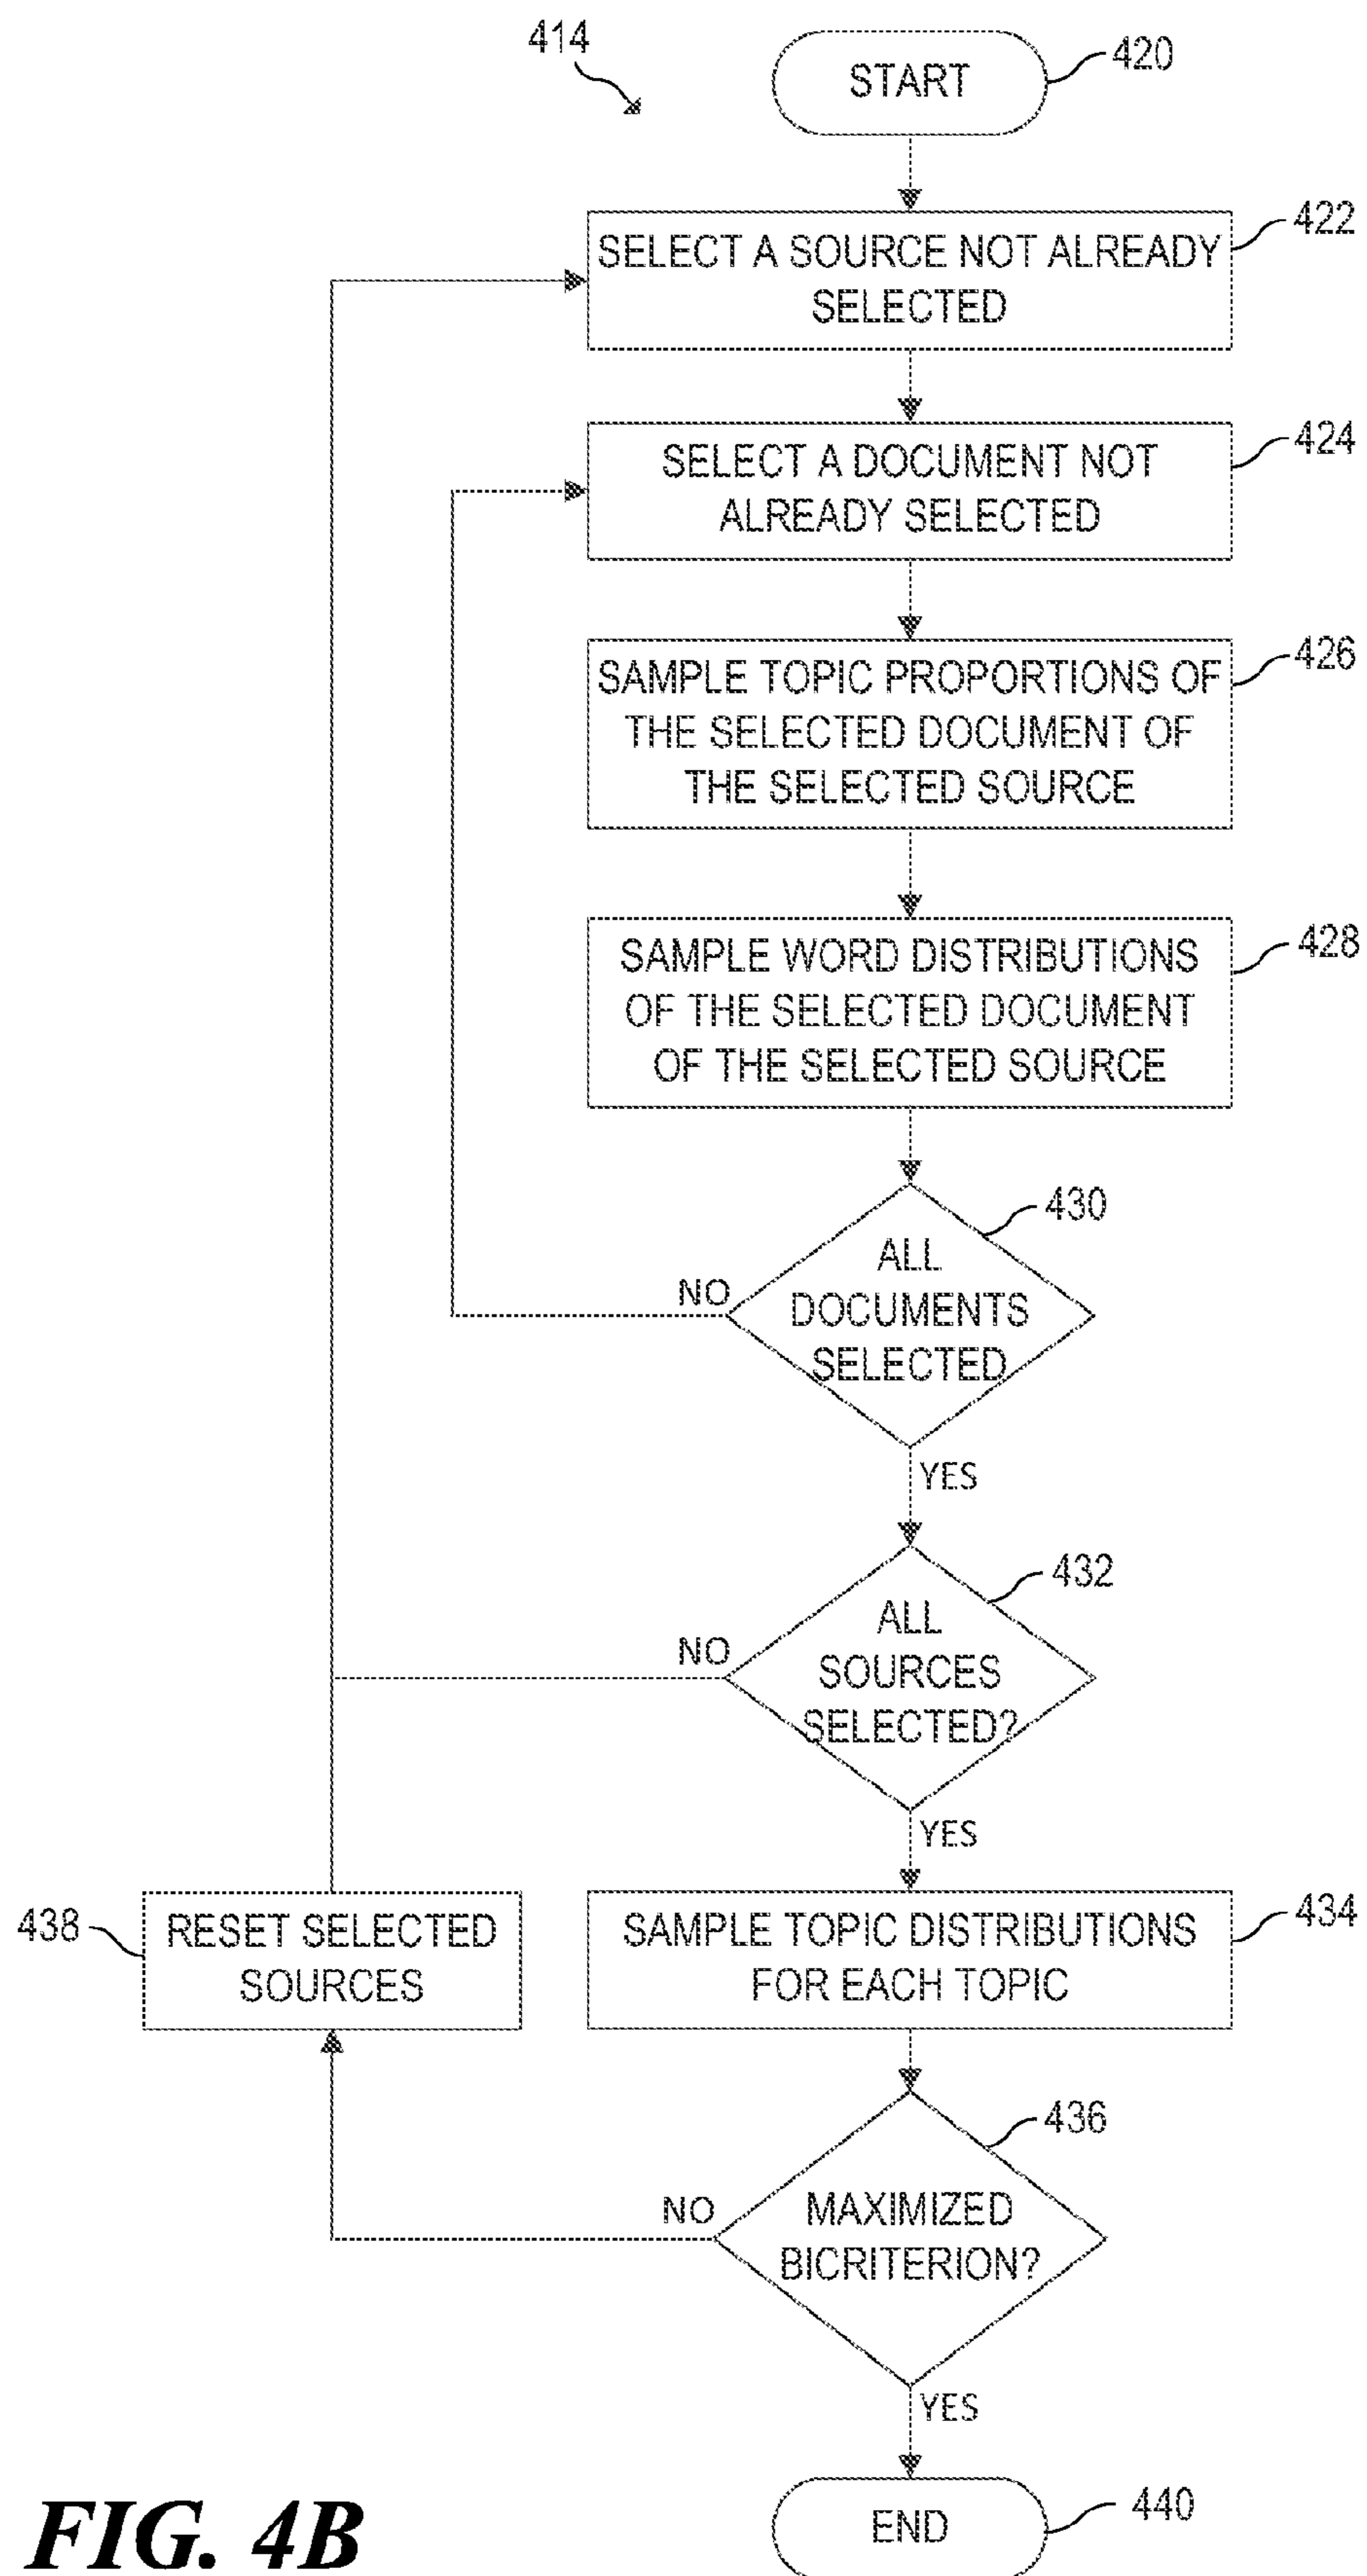 414
START
420
SELECT A SOURCE NOT ALREADY
SELECTED
422
SELECT A DOCUMENT NOT
ALREADY SELECTED
424
SAMPLE TOPIC PROPORTIONS OF
THE SELECTED DOCUMENT OF
THE SELECTED SOURCE
426
SAMPLE WORD DISTRIBUTIONS
OF THE SELECTED DOCUMENT
OF THE SELECTED SOURCE
428
ALL
DOCUMENTS
SELECTED
430
NO
YES
ALL
SOURCES
SELECTED?
432
NO
YES
438
RESET SELECTED
SOURCES
SAMPLE TOPIC DISTRIBUTIONS
FOR EACH TOPIC
434
MAXIMIZED
BICRITERION?
436
NO
YES
END
440
FIG. 4B